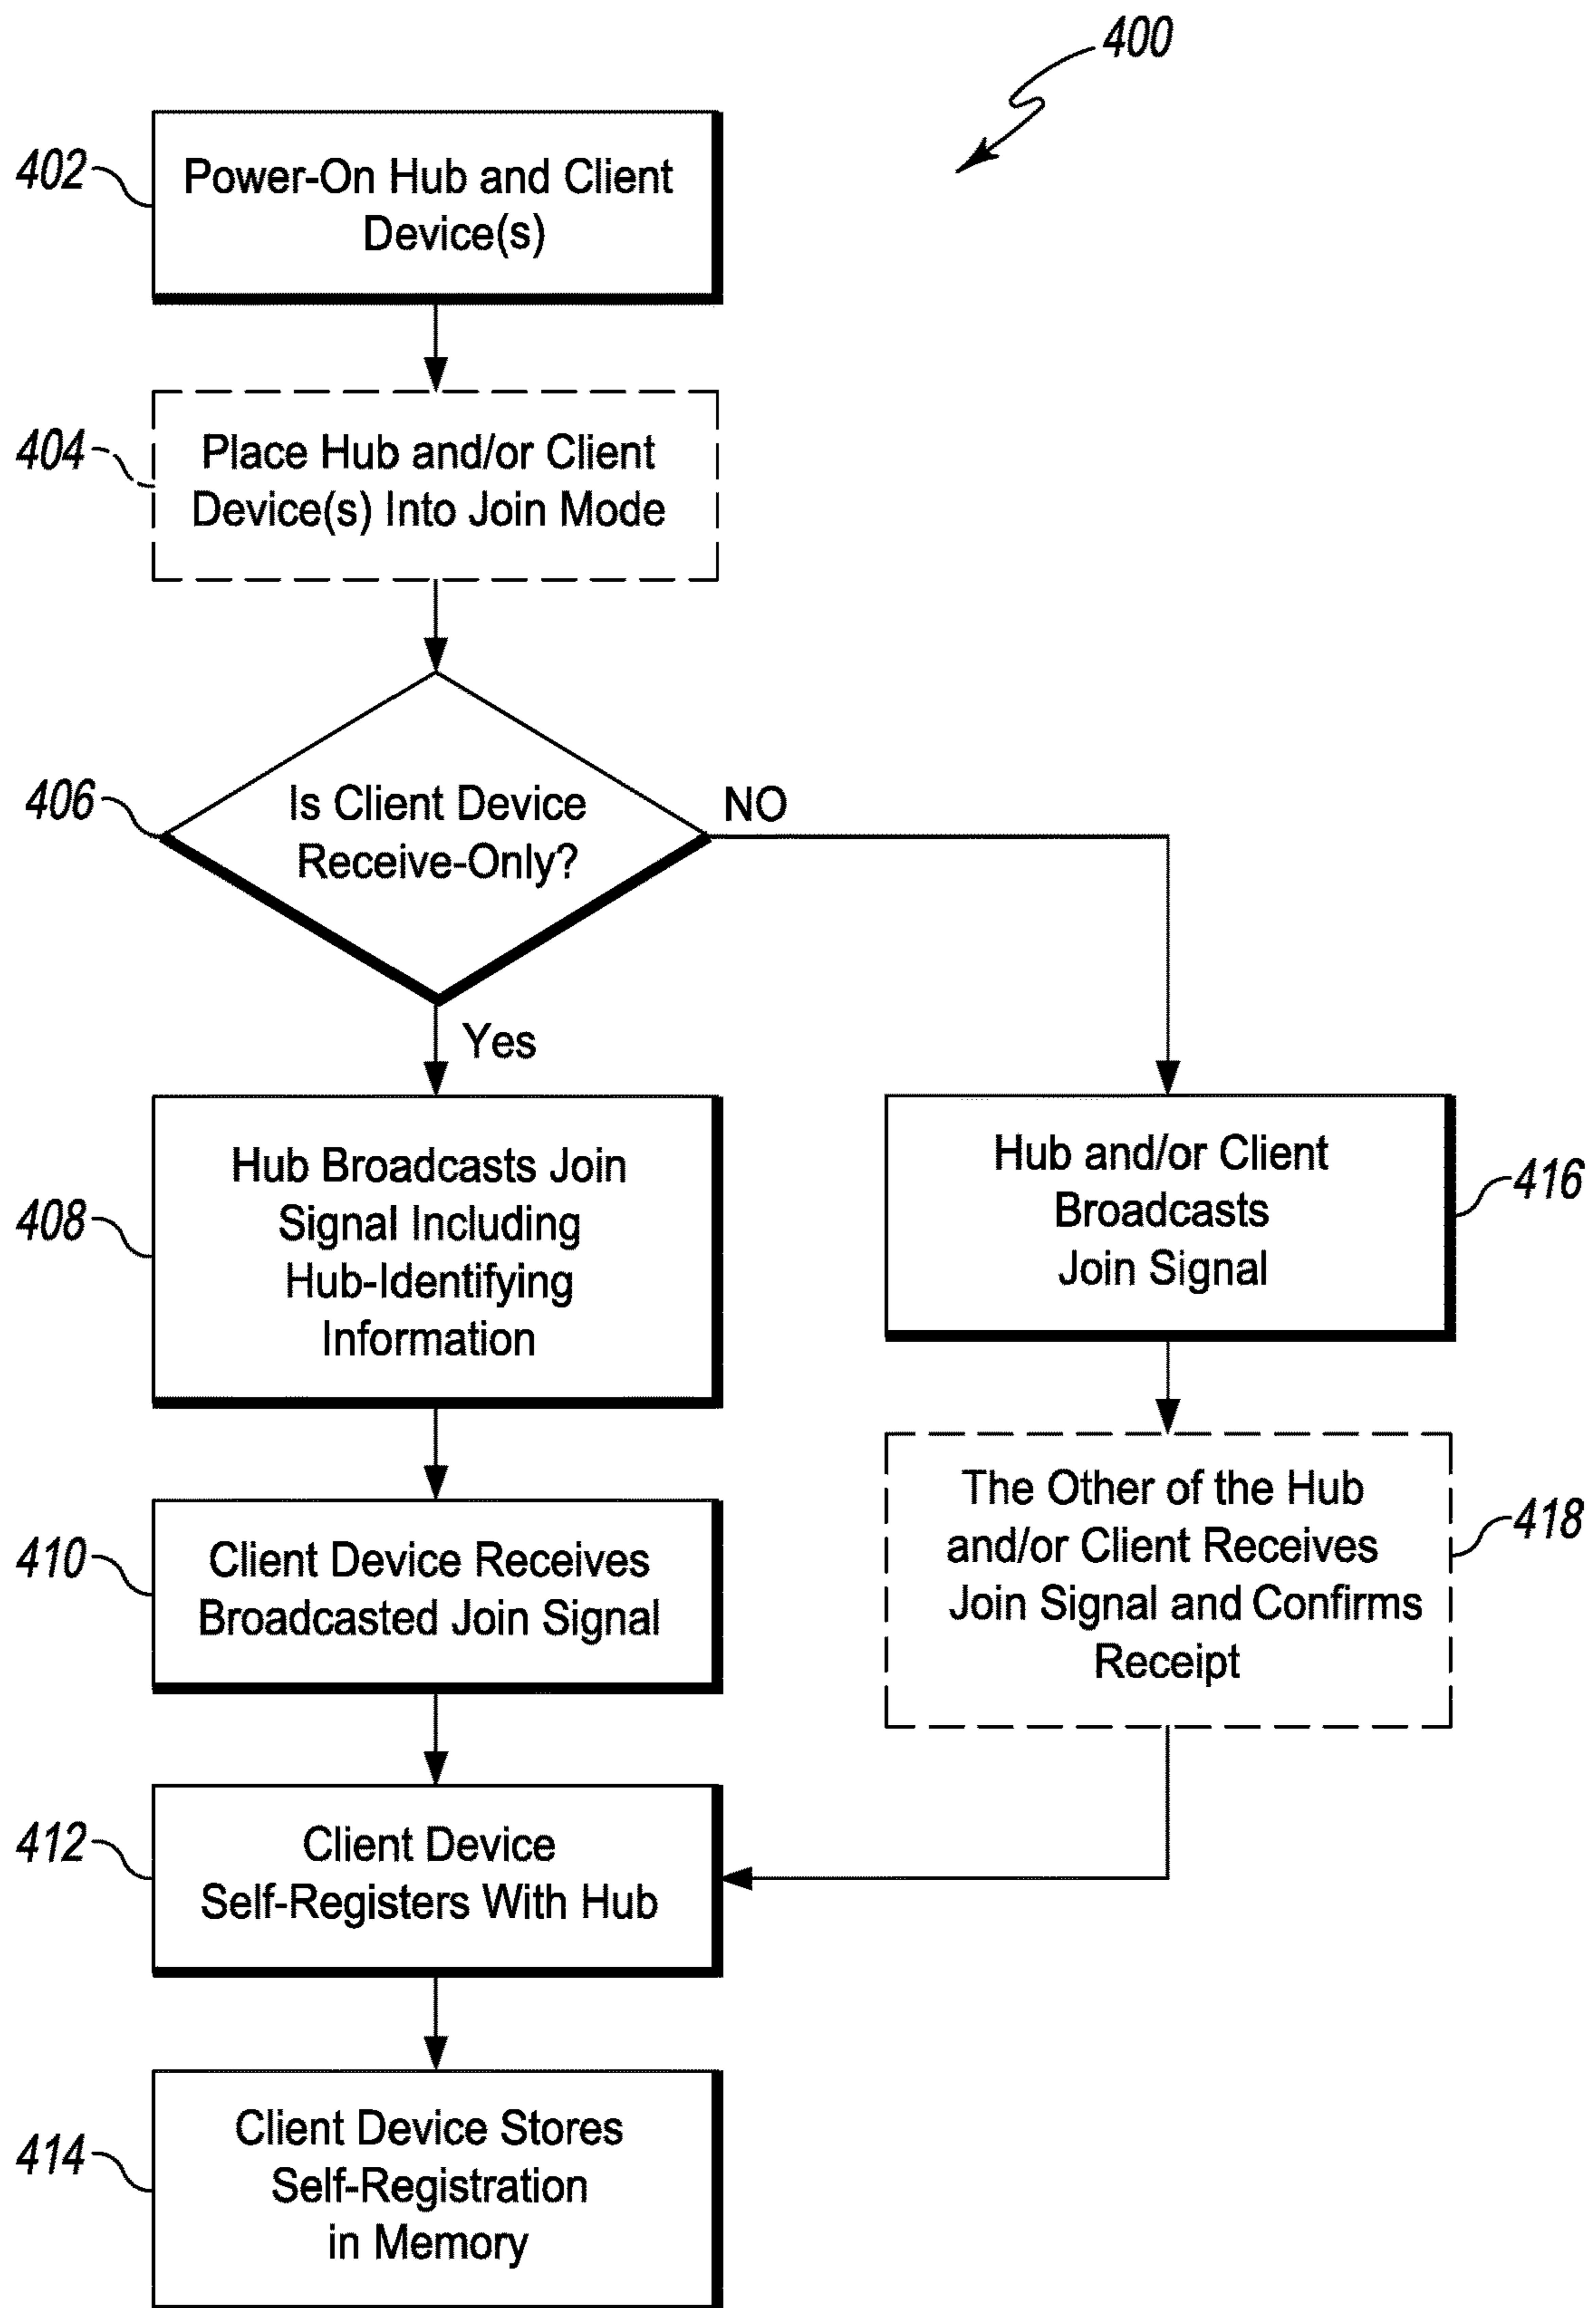 400
402
Power-On Hub and Client
Device(s)
404
Place Hub and/or Client
Device(s) Into Join Mode
406
Is Client Device
Receive-Only?
NO
Yes
408
Hub Broadcasts Join
Signal Including
Hub-Identifying
Information
Hub and/or Client
Broadcasts
Join Signal
416
410
Client Device Receives
Broadcasted Join Signal
The Other of the Hub
and/or Client Receives
Join Signal and Confirms
Receipt
418
412
Client Device
Self-Registers With Hub
414
Client Device Stores
Self-Registration
in Memory